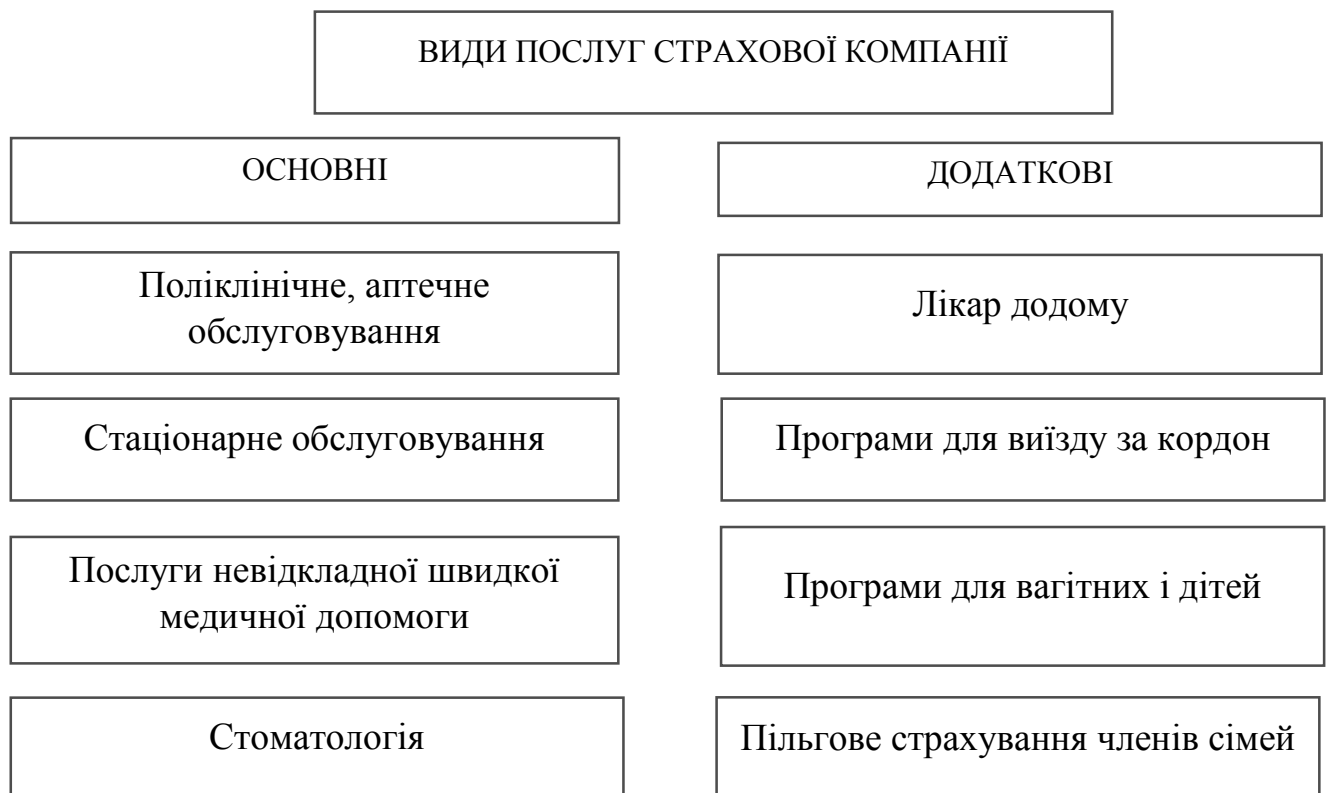 ВИДИ ПОСЛУГ СТРАХОВОЇ КОМПАНІЇ
ОСНОВНІ
ДОДАТКОВІ
Поліклінічне, аптечне
обслуговування
Лікар додому
Стаціонарне обслуговування
Програми для виїзду за кордон
Послуги невідкладної швидкої
медичної допомоги
Програми для вагітних і дітей
Стоматологія
Пільгове страхування членів сімей